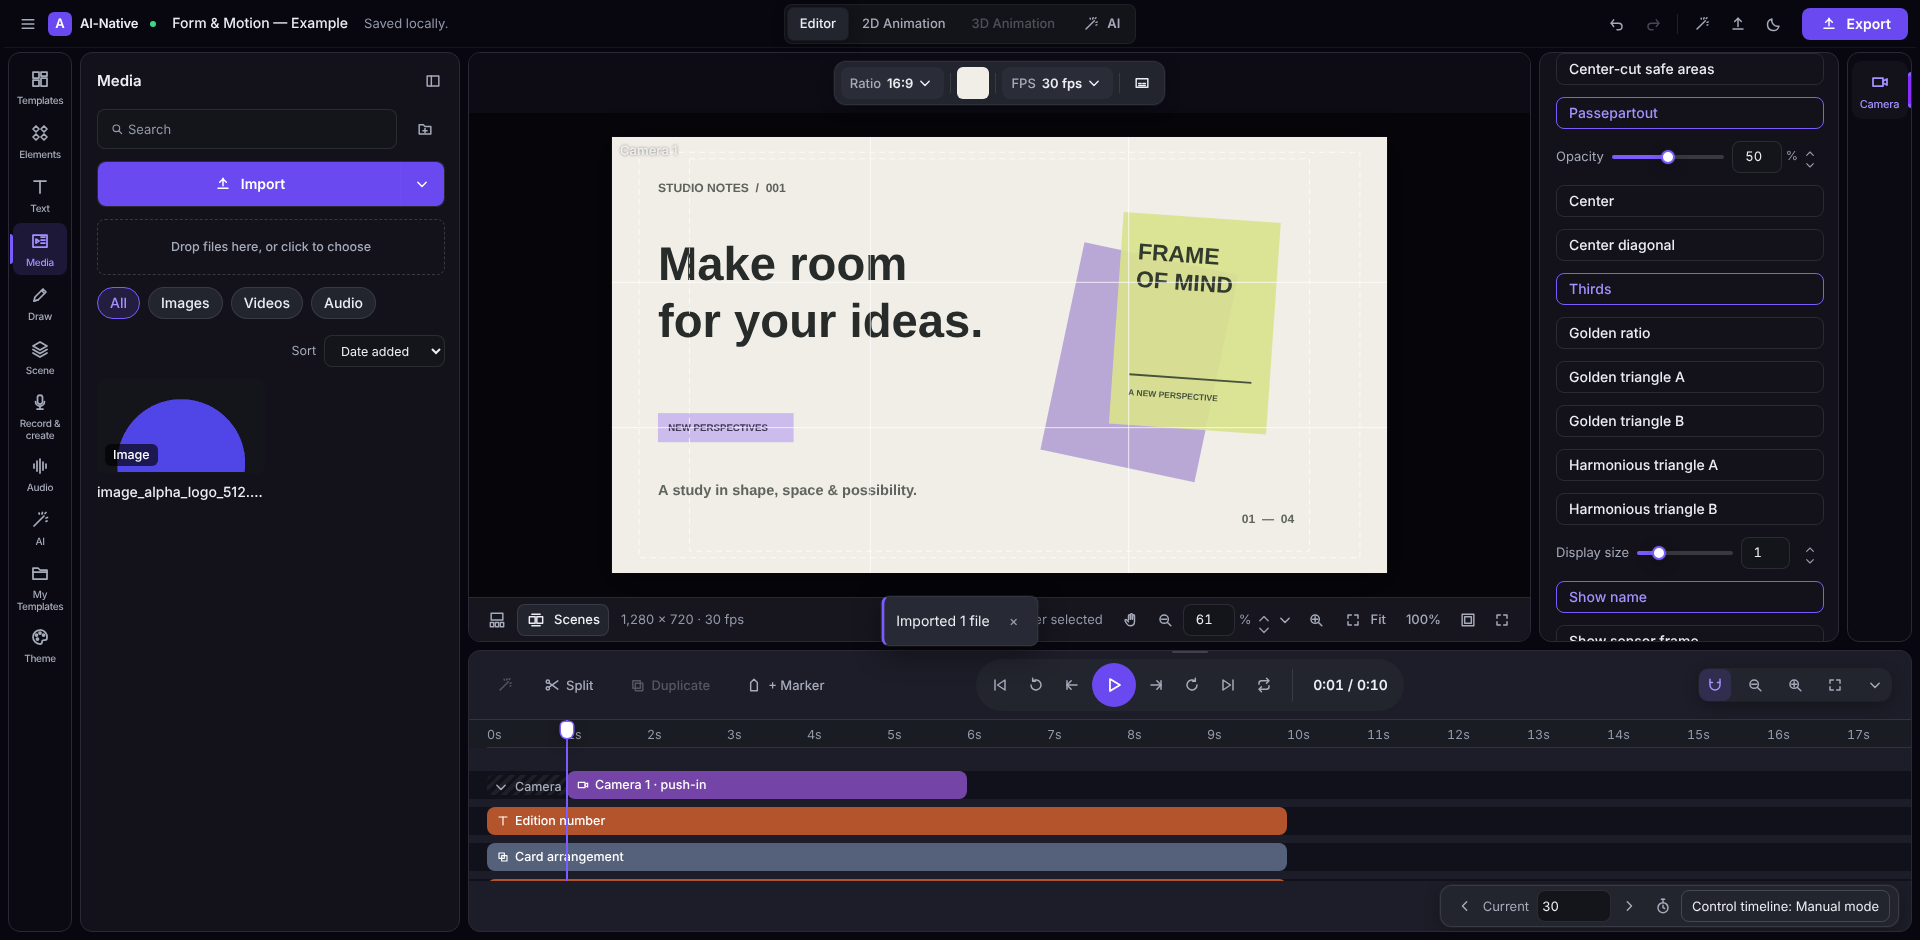 A
AI-Native
Form & Motion — Example
Saved locally.
Editor
2D Animation
3D Animation
AI
Export
Templates
Elements
Text
Media
Draw
Scene
Record & create
Audio
AI
My Templates
Theme
Media
Search
Import
Drop files here, or click to choose
All
Images
Videos
Audio
Sort
Date added
Image
image_alpha_logo_512....
Ratio 16:9
FPS 30 fps
Camera 1
STUDIO NOTES / 001
Make room
for your ideas.
NEW PERSPECTIVES
A study in shape, space & possibility.
FRAME
OF MIND
A NEW PERSPECTIVE
01 — 04
Scenes
1,280 × 720 · 30 fps
Imported 1 file
×
selected
61
%
Fit
100%
Center-cut safe areas
Passepartout
Opacity
50
%
Center
Center diagonal
Thirds
Golden ratio
Golden triangle A
Golden triangle B
Harmonious triangle A
Harmonious triangle B
Display size
1
Show name
Show sensor frame
Camera
Split
Duplicate
+ Marker
0:01 / 0:10
0s
2s
3s
4s
5s
6s
7s
8s
9s
10s
11s
12s
13s
14s
15s
16s
17s
Camera
Camera 1 · push-in
Edition number
Card arrangement
Current
30
Control timeline: Manual mode